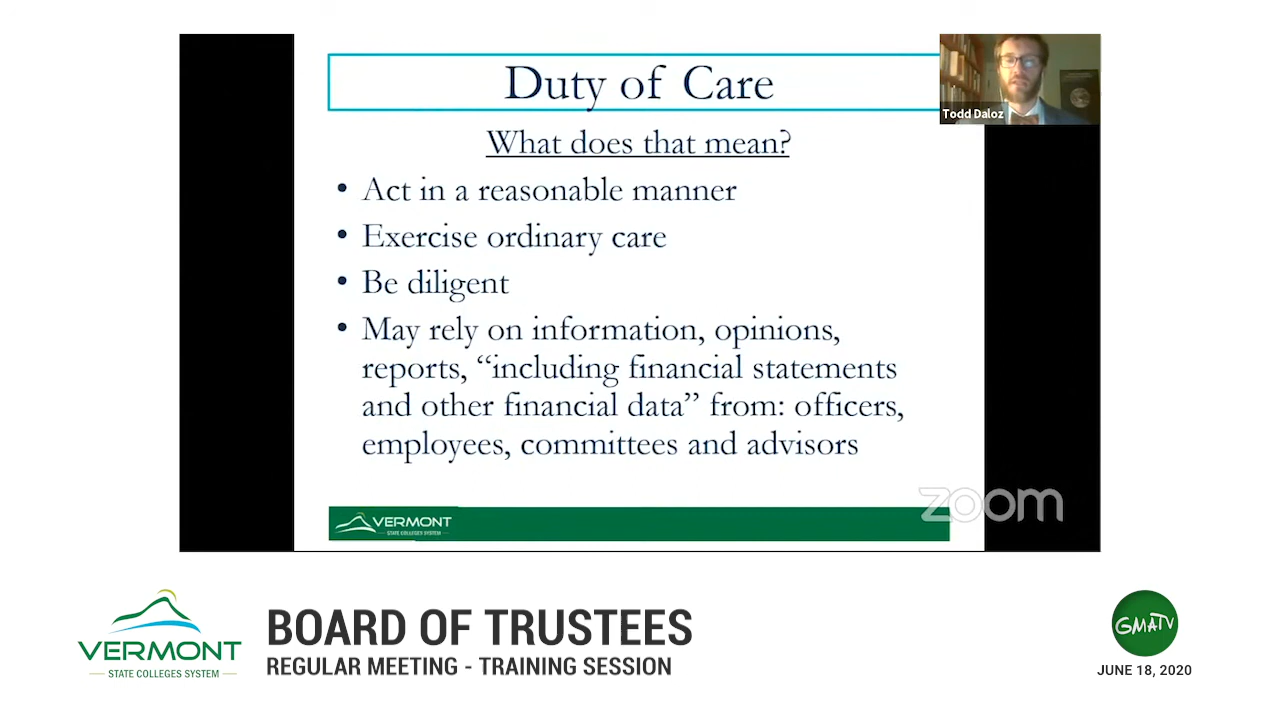 Duty of Care
Todd Daloz
What does that mean?
• Act in a reasonable manner
• Exercise ordinary care
• Be diligent
• May rely on information, opinions,
reports, “including financial statements
and other financial data” from: officers,
employees, committees and advisors
zoom
VERMONT
STATE COLLEGES SYSTEM
VERMONT
STATE COLLEGES SYSTEM
BOARD OF TRUSTEES
REGULAR MEETING - TRAINING SESSION
GMATV
JUNE 18, 2020